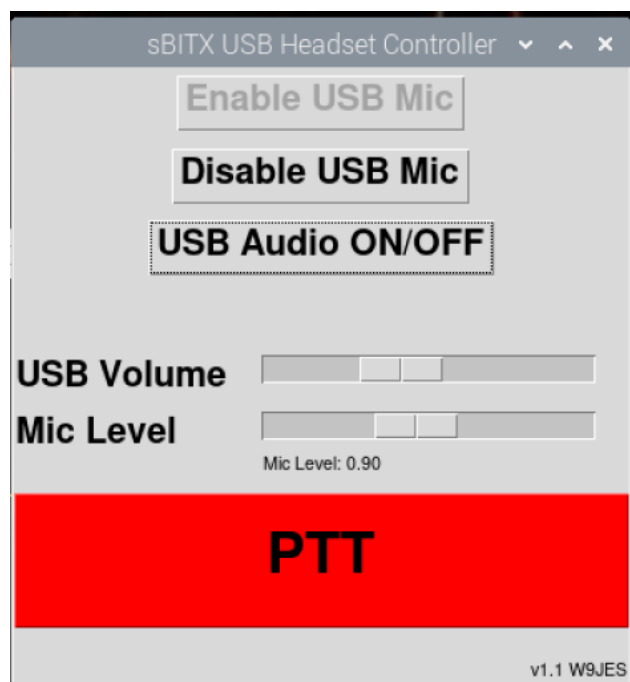 sBITX USB Headset Controller
Enable USB Mic
Disable USB Mic
USB Audio ON/OFF
USB Volume
Mic Level
Mic Level: 0.90
PTT
v1.1 W9JES